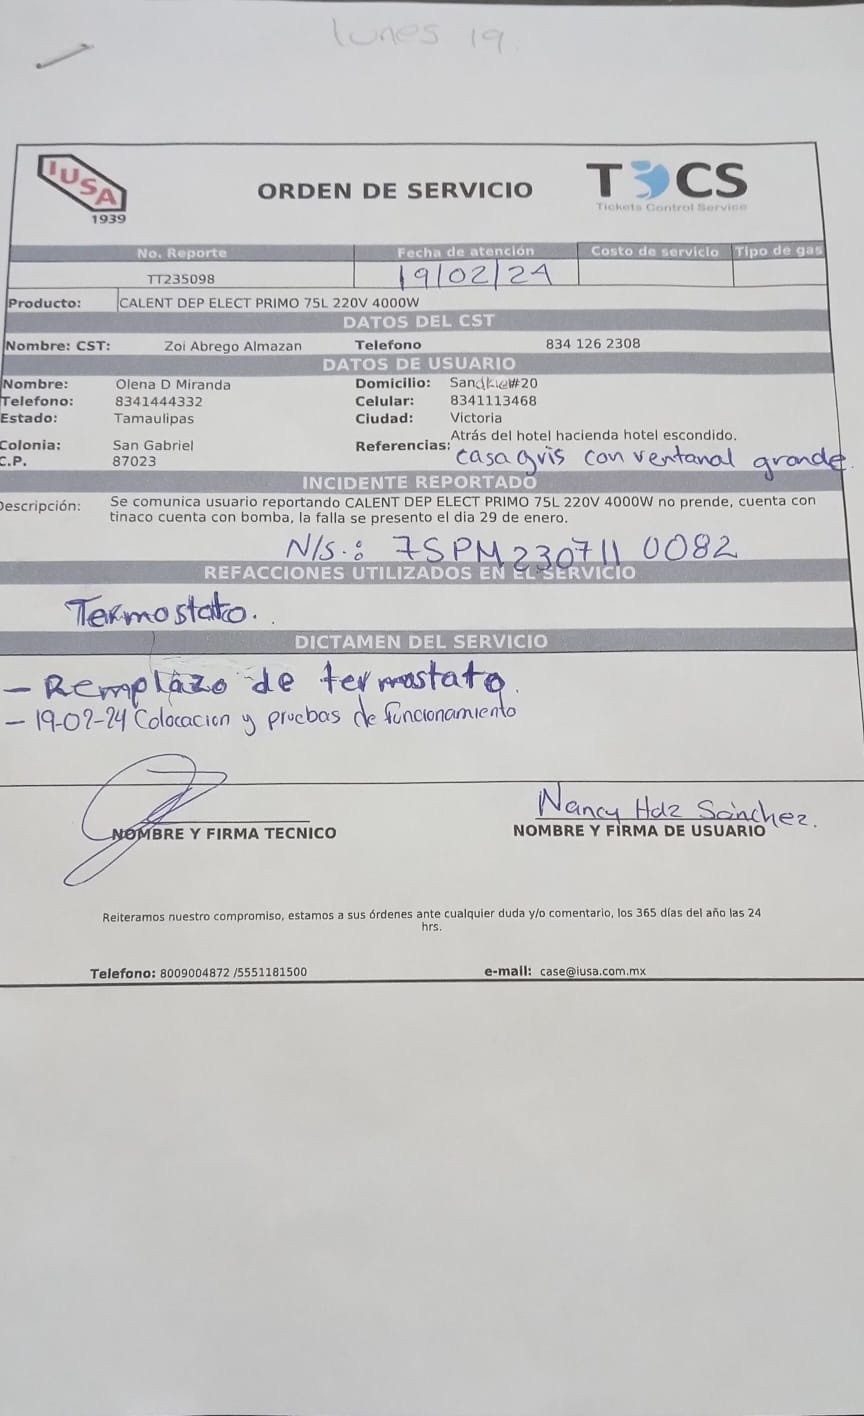 lunes 19.
IUSA
1939
ORDEN DE SERVICIO
TCS
Tickets Control Service
No. Reporte Fecha de atención Costo de servicio Tipo de gas
TT235098 19/02/24
Producto: CALENT DEP ELECT PRIMO 75L 220V 4000W
DATOS DEL CST
Nombre: CST: Zoi Abrego Almazan Telefono 834 126 2308
DATOS DE USUARIO
Nombre: Olena D Miranda Domicilio: #20
Telefono: 8341444332 Celular: 8341113468
Estado: Tamaulipas Ciudad: Victoria
Colonia: San Gabriel Referencias: Atrás del hotel hacienda hotel escondido.
C.P. 87023 casa gris con ventanal grande.
INCIDENTE REPORTADO
Descripción: Se comunica usuario reportando CALENT DEP ELECT PRIMO 75L 220V 4000W no prende, cuenta con
tinaco cuenta con bomba, la falla se presento el dia 29 de enero.
N/S.: 7SPM230711 0082
REFACCIONES UTILIZADOS EN EL SERVICIO
Termostato.
DICTAMEN DEL SERVICIO
- Remplazo de termostato.
- 19-02-24 Colocacion y pruebas de funcionamiento
Nancy Hdz Sánchez.
NOMBRE Y FIRMA TECNICO NOMBRE Y FIRMA DE USUARIO
Reiteramos nuestro compromiso, estamos a sus órdenes ante cualquier duda y/o comentario, los 365 días del año las 24
hrs.
Telefono: 8009004872 /5551181500 e-mail: case@iusa.com.mx